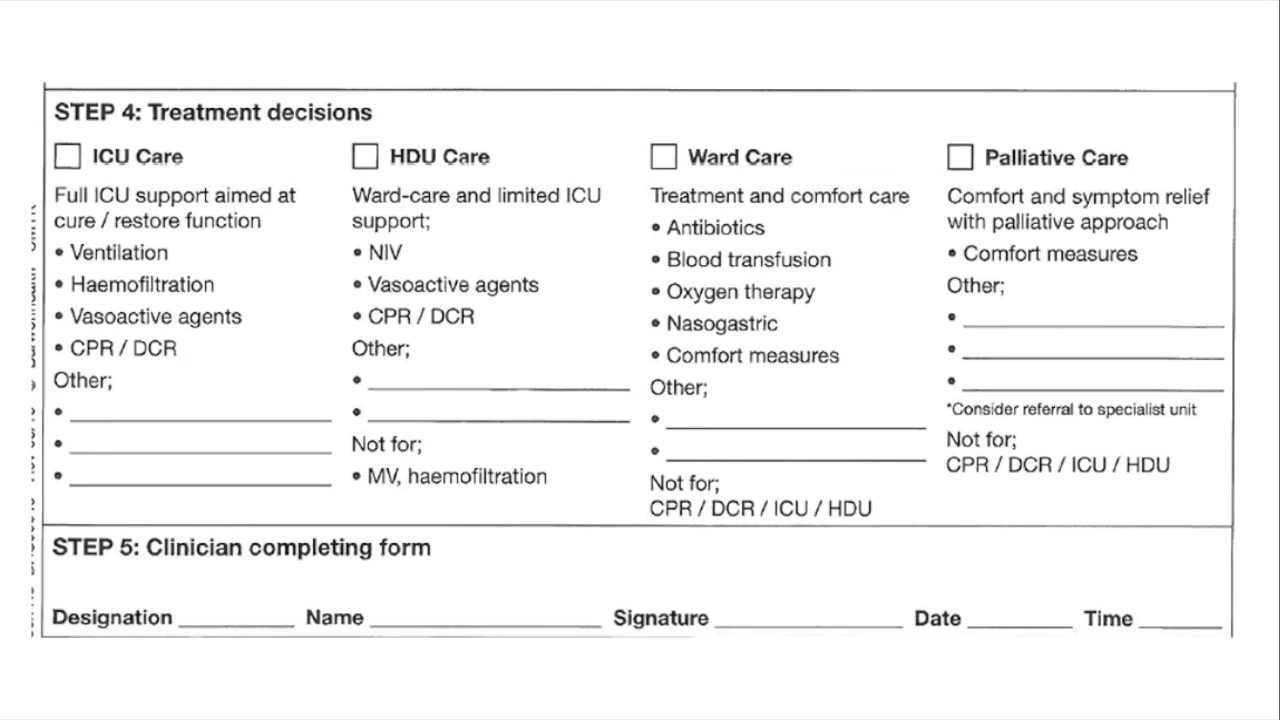 STEP 4: Treatment decisions
ICU Care
Full ICU support aimed at
cure / restore function
• Ventilation
• Haemofiltration
• Vasoactive agents
• CPR / DCR
Other;
HDU Care
Ward-care and limited ICU
support;
• NIV
• Vasoactive agents
• CPR / DCR
Other;
Not for;
• MV, haemofiltration
Ward Care
Treatment and comfort care
• Antibiotics
• Blood transfusion
• Oxygen therapy
• Nasogastric
• Comfort measures
Other;
Not for;
CPR / DCR / ICU / HDU
Palliative Care
Comfort and symptom relief
with palliative approach
• Comfort measures
Other;
*Consider referral to specialist unit
Not for;
CPR / DCR / ICU / HDU
STEP 5: Clinician completing form
Designation Name Signature Date Time